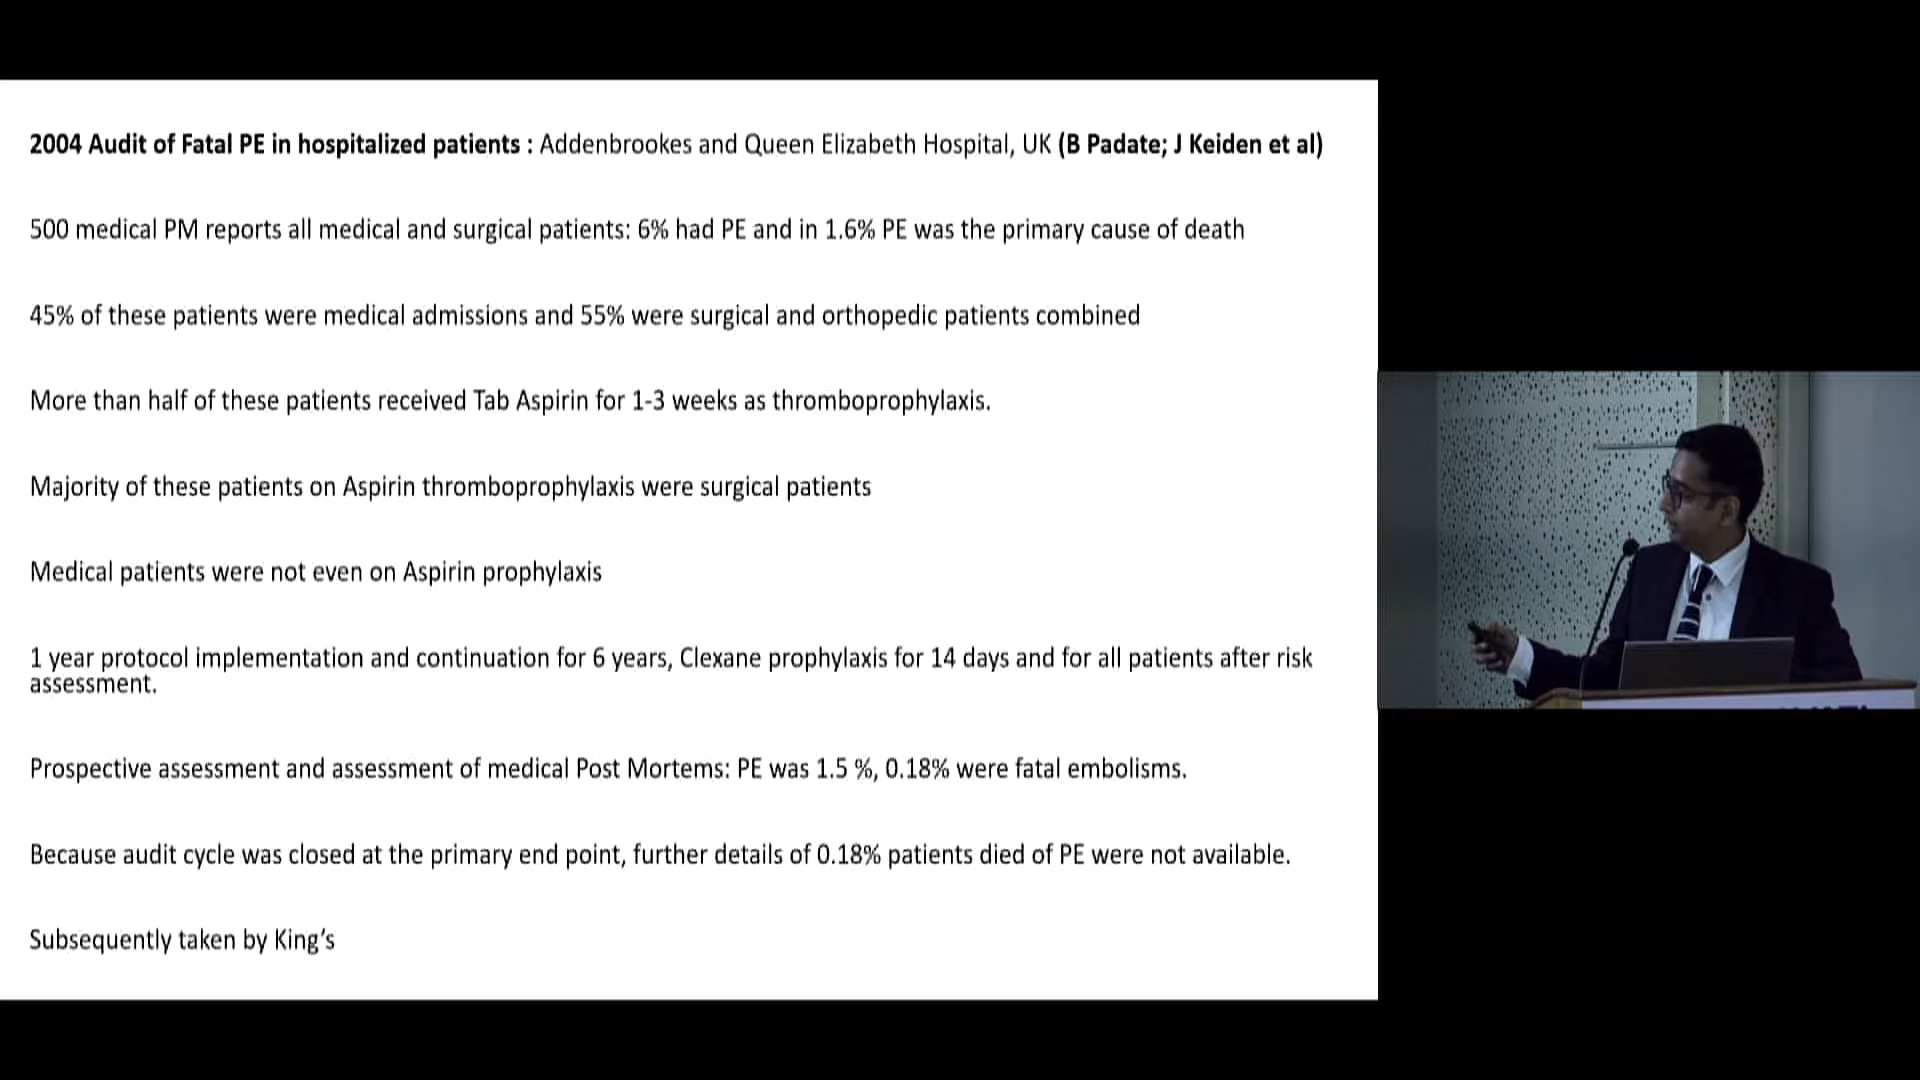 2004 Audit of Fatal PE in hospitalized patients : Addenbrookes and Queen Elizabeth Hospital, UK (B Padate; J Keiden et al)
500 medical PM reports all medical and surgical patients: 6% had PE and in 1.6% PE was the primary cause of death
45% of these patients were medical admissions and 55% were surgical and orthopedic patients combined
More than half of these patients received Tab Aspirin for 1-3 weeks as thromboprophylaxis.
Majority of these patients on Aspirin thromboprophylaxis were surgical patients
Medical patients were not even on Aspirin prophylaxis
1 year protocol implementation and continuation for 6 years, Clexane prophylaxis for 14 days and for all patients after risk
assessment.
Prospective assessment and assessment of medical Post Mortems: PE was 1.5 %, 0.18% were fatal embolisms.
Because audit cycle was closed at the primary end point, further details of 0.18% patients died of PE were not available.
Subsequently taken by King’s